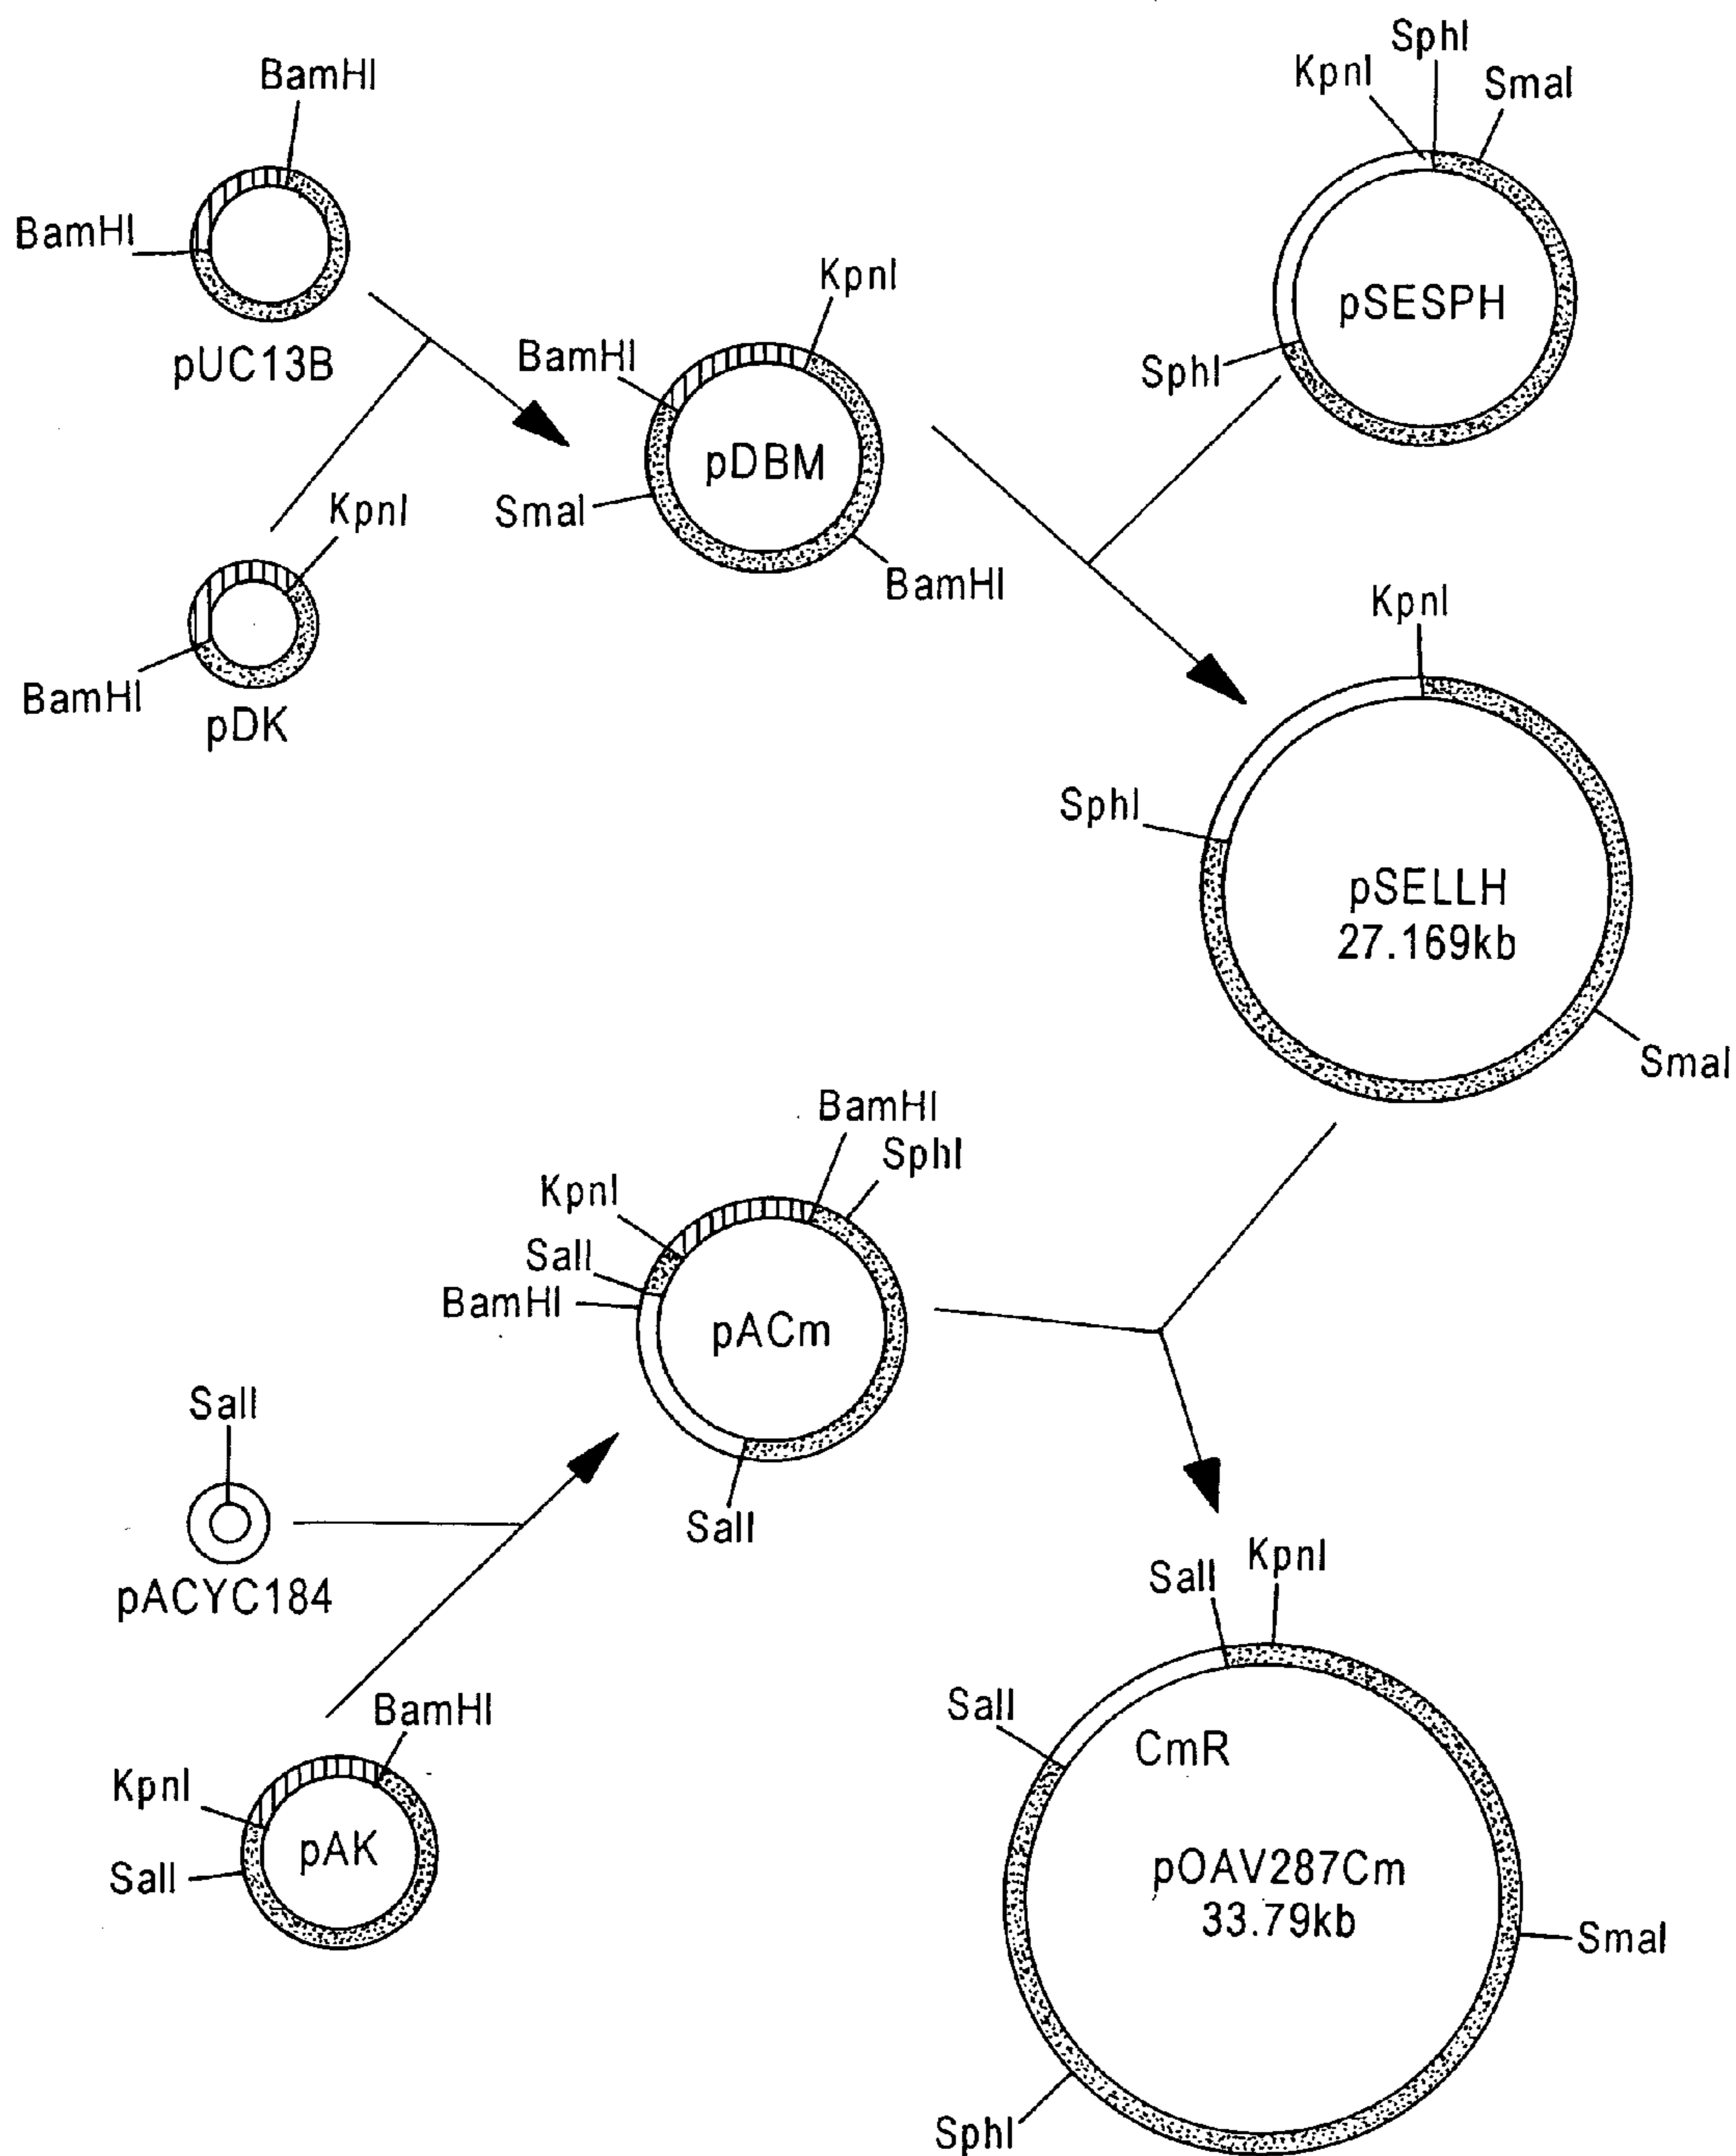 BamHI
BamHI
pUC13B
KpnI
BamHI
pDK
KpnI
BamHI
pDBM
SmaI
BamHI
SphI
KpnI
SmaI
pSESPH
SphI
KpnI
SphI
pSELLH
27.169kb
SmaI
BamHI
SphI
KpnI
SalI
BamHI
pACm
SalI
SalI
pACYC184
BamHI
KpnI
pAK
SalI
SalI
KpnI
SalI
CmR
pOAV287Cm
33.79kb
SmaI
SphI